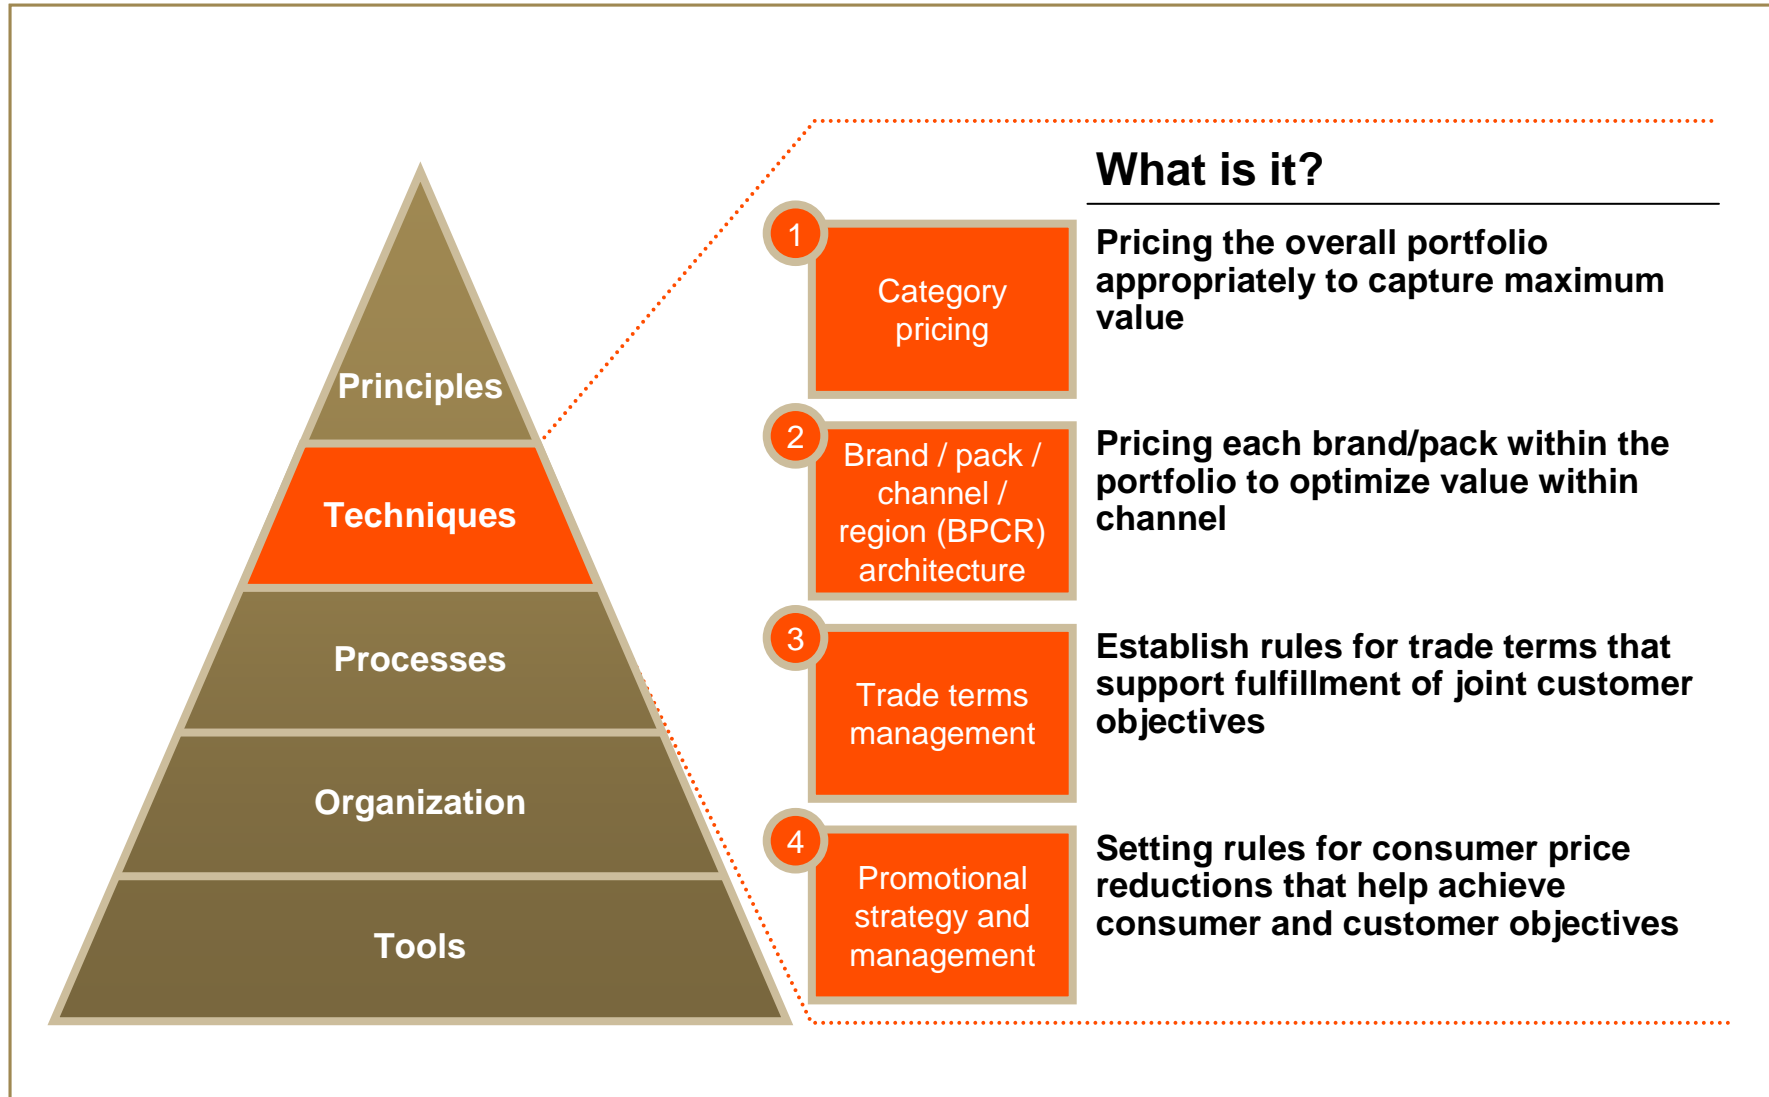 Principles
Techniques
Processes
Organization
Tools
What is it?
1
Category
pricing
Pricing the overall portfolio
appropriately to capture maximum
value
2
Brand / pack /
channel /
region (BPCR)
architecture
Pricing each brand/pack within the
portfolio to optimize value within
channel
3
Trade terms
management
Establish rules for trade terms that
support fulfillment of joint customer
objectives
4
Promotional
strategy and
management
Setting rules for consumer price
reductions that help achieve
consumer and customer objectives